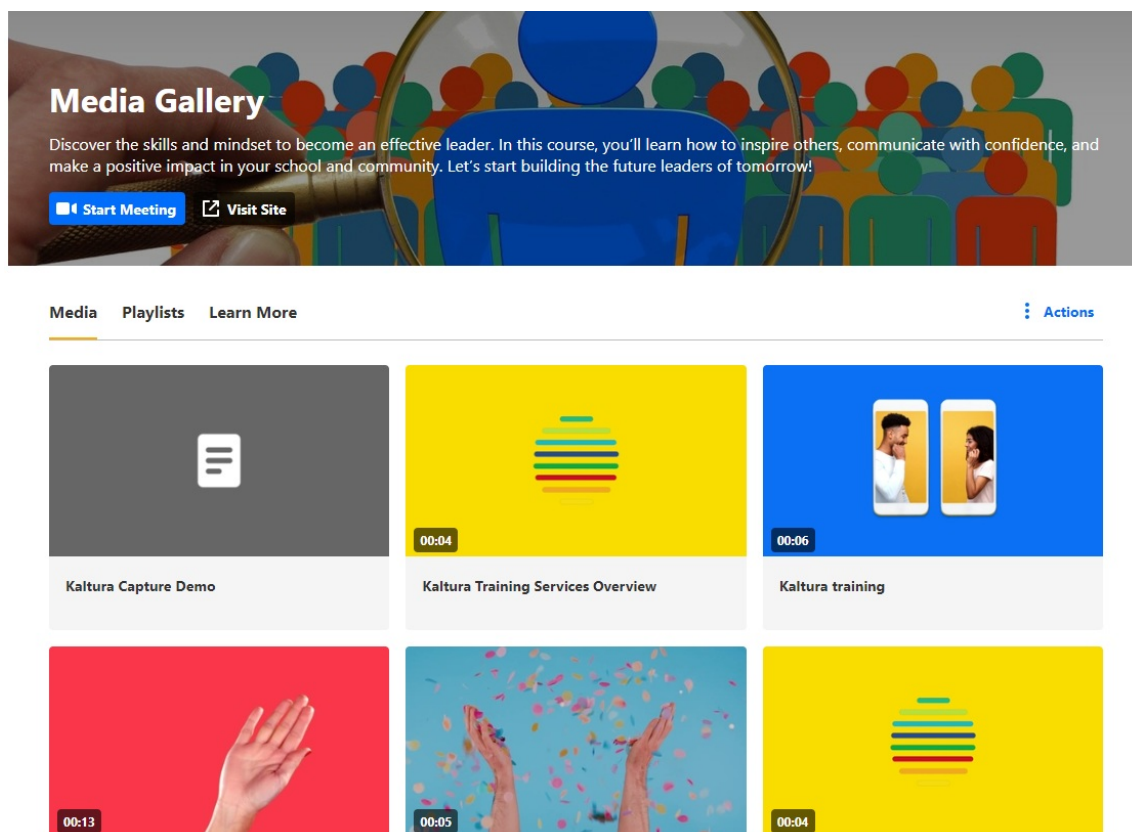 Media Gallery
Discover the skills and mindset to become an effective leader. In this course, you'll learn how to inspire others, communicate with confidence, and
make a positive impact in your school and community. Let's start building the future leaders of tomorrow!
Start Meeting Visit Site
Media Playlists Learn More Actions
00:04 00:06
Kaltura Capture Demo Kaltura Training Services Overview Kaltura training
00:13 00:05 00:04